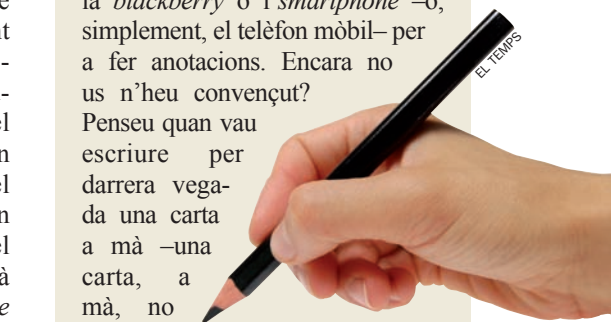 la blackberry o l'smartphone –o,
simplement, el telèfon mòbil– per
a fer anotacions. Encara no
us n'heu convençut?
Penseu quan vau
escriure per
darrera vega-
da una carta
a mà –una
carta, a
mà, no
EL TEMPS